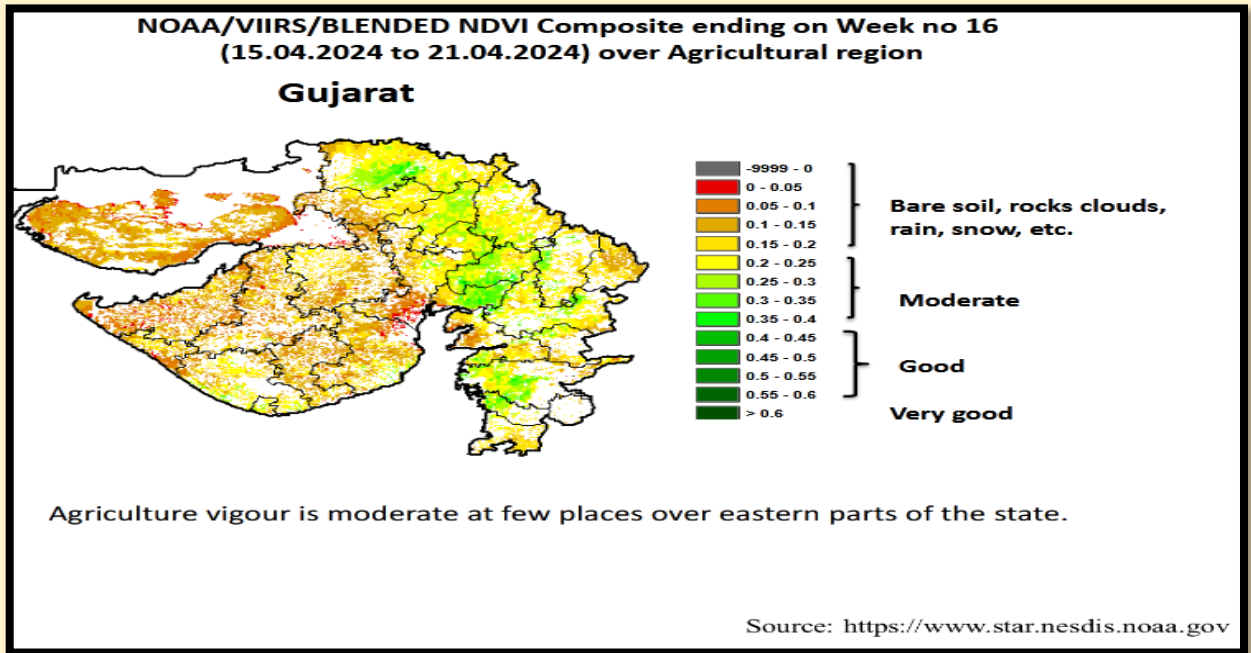 NOAA/VIIRS/BLENDED NDVI Composite ending on Week no 16
(15.04.2024 to 21.04.2024) over Agricultural region
Gujarat
-9999 - 0
0 - 0.05
0.05 - 0.1
0.1 - 0.15
0.15 - 0.2
0.2 - 0.25
0.25 - 0.3
0.3 - 0.35
0.35 - 0.4
0.4 - 0.45
0.45 - 0.5
0.5 - 0.55
0.55 - 0.6
> 0.6
Bare soil, rocks clouds,
rain, snow, etc.
Moderate
Good
Very good
Agriculture vigour is moderate at few places over eastern parts of the state.
Source: https://www.star.nesdis.noaa.gov